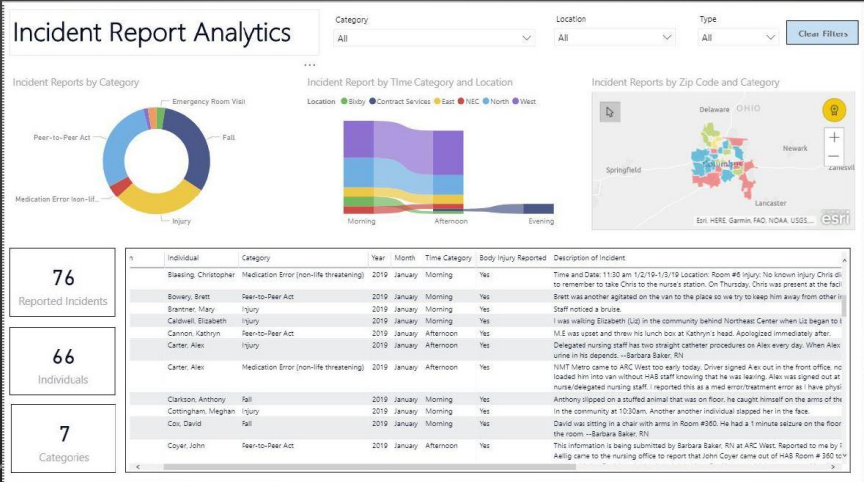 Incident Report Analytics
Category
All
Location
All
Type
All
Clear Filters
Incident Reports by Category
Emergency Room Visit
Fall
Peer-to-Peer Act
Medication Error (non-lif...
Injury
Incident Report by Time Category and Location
Location Bixby Contract Services East NEC North West
Morning Afternoon Evening
Incident Reports by Zip Code and Category
Delaware OHIO
Newark
Zanesvil
Springfield
Columbus
Lancaster
Esri, HERE, Garmin, FAO, NOAA, USGS, ...
esri
76
Reported Incidents
66
Individuals
7
Categories
n Individual Category Year Month Time Category Body Injury Reported Description of Incident
Blaesing, Christopher Medication Error (non-life threatening) 2019 January Morning Yes Time and Date: 11:30 am 1/2/19-1/3/19 Location: Room #6 Injury: No known injury Chris di
to remember to take Chris to the nurse's station. On Thursday, Chris was present at the facil
Bowery, Brett Peer-to-Peer Act 2019 January Morning Yes Brett was another agitated on the van to the place so we try to keep him away from other in
Brantner, Mary Injury 2019 January Morning Yes Staff noticed a bruise.
Caldwell, Elizabeth Injury 2019 January Morning Yes I was walking Elizabeth (Liz) in the community behind Northeast Center when Liz began to
Cannon, Kathryn Peer-to-Peer Act 2019 January Afternoon Yes M.E was upset and threw his lunch box at Kathryn's head. Apologized immediately after.
Carter, Alex Injury 2019 January Morning Yes Delegated nursing staff has two straight catheter procedures on Alex every day. When Alex
urine in his depends. --Barbara Baker, RN
Carter, Alex Medication Error (non-life threatening) 2019 January Afternoon Yes NMT Metro came to ARC West too early today. Driver signed Alex out in the front office. no
loaded him into van without HAB staff knowing that he was leaving. Alex was signed out at
nurse/delegated nursing staff. I reported this as a med error/treatment error as I have physi
Clarkson, Anthony Fall 2019 January Morning Yes Anthony slipped on a stuffed animal that was on floor. he caught himself on the arms of the
Cottingham, Meghan Injury 2019 January Morning Yes In the community at 10:30am, Another another individual slapped her in the face.
Cox, David Fall 2019 January Morning Yes David was sitting in a chair with arms in Room #360. He had a 1 minute seizure on the floor
the room --Barbara Baker, RN
Coyer, John Peer-to-Peer Act 2019 January Afternoon Yes This information is being submitted by Barbara Baker, RN at ARC West. Reported to me by
Aellig came to the nursing office to report that John Coyer came out of HAB Room # 360 to